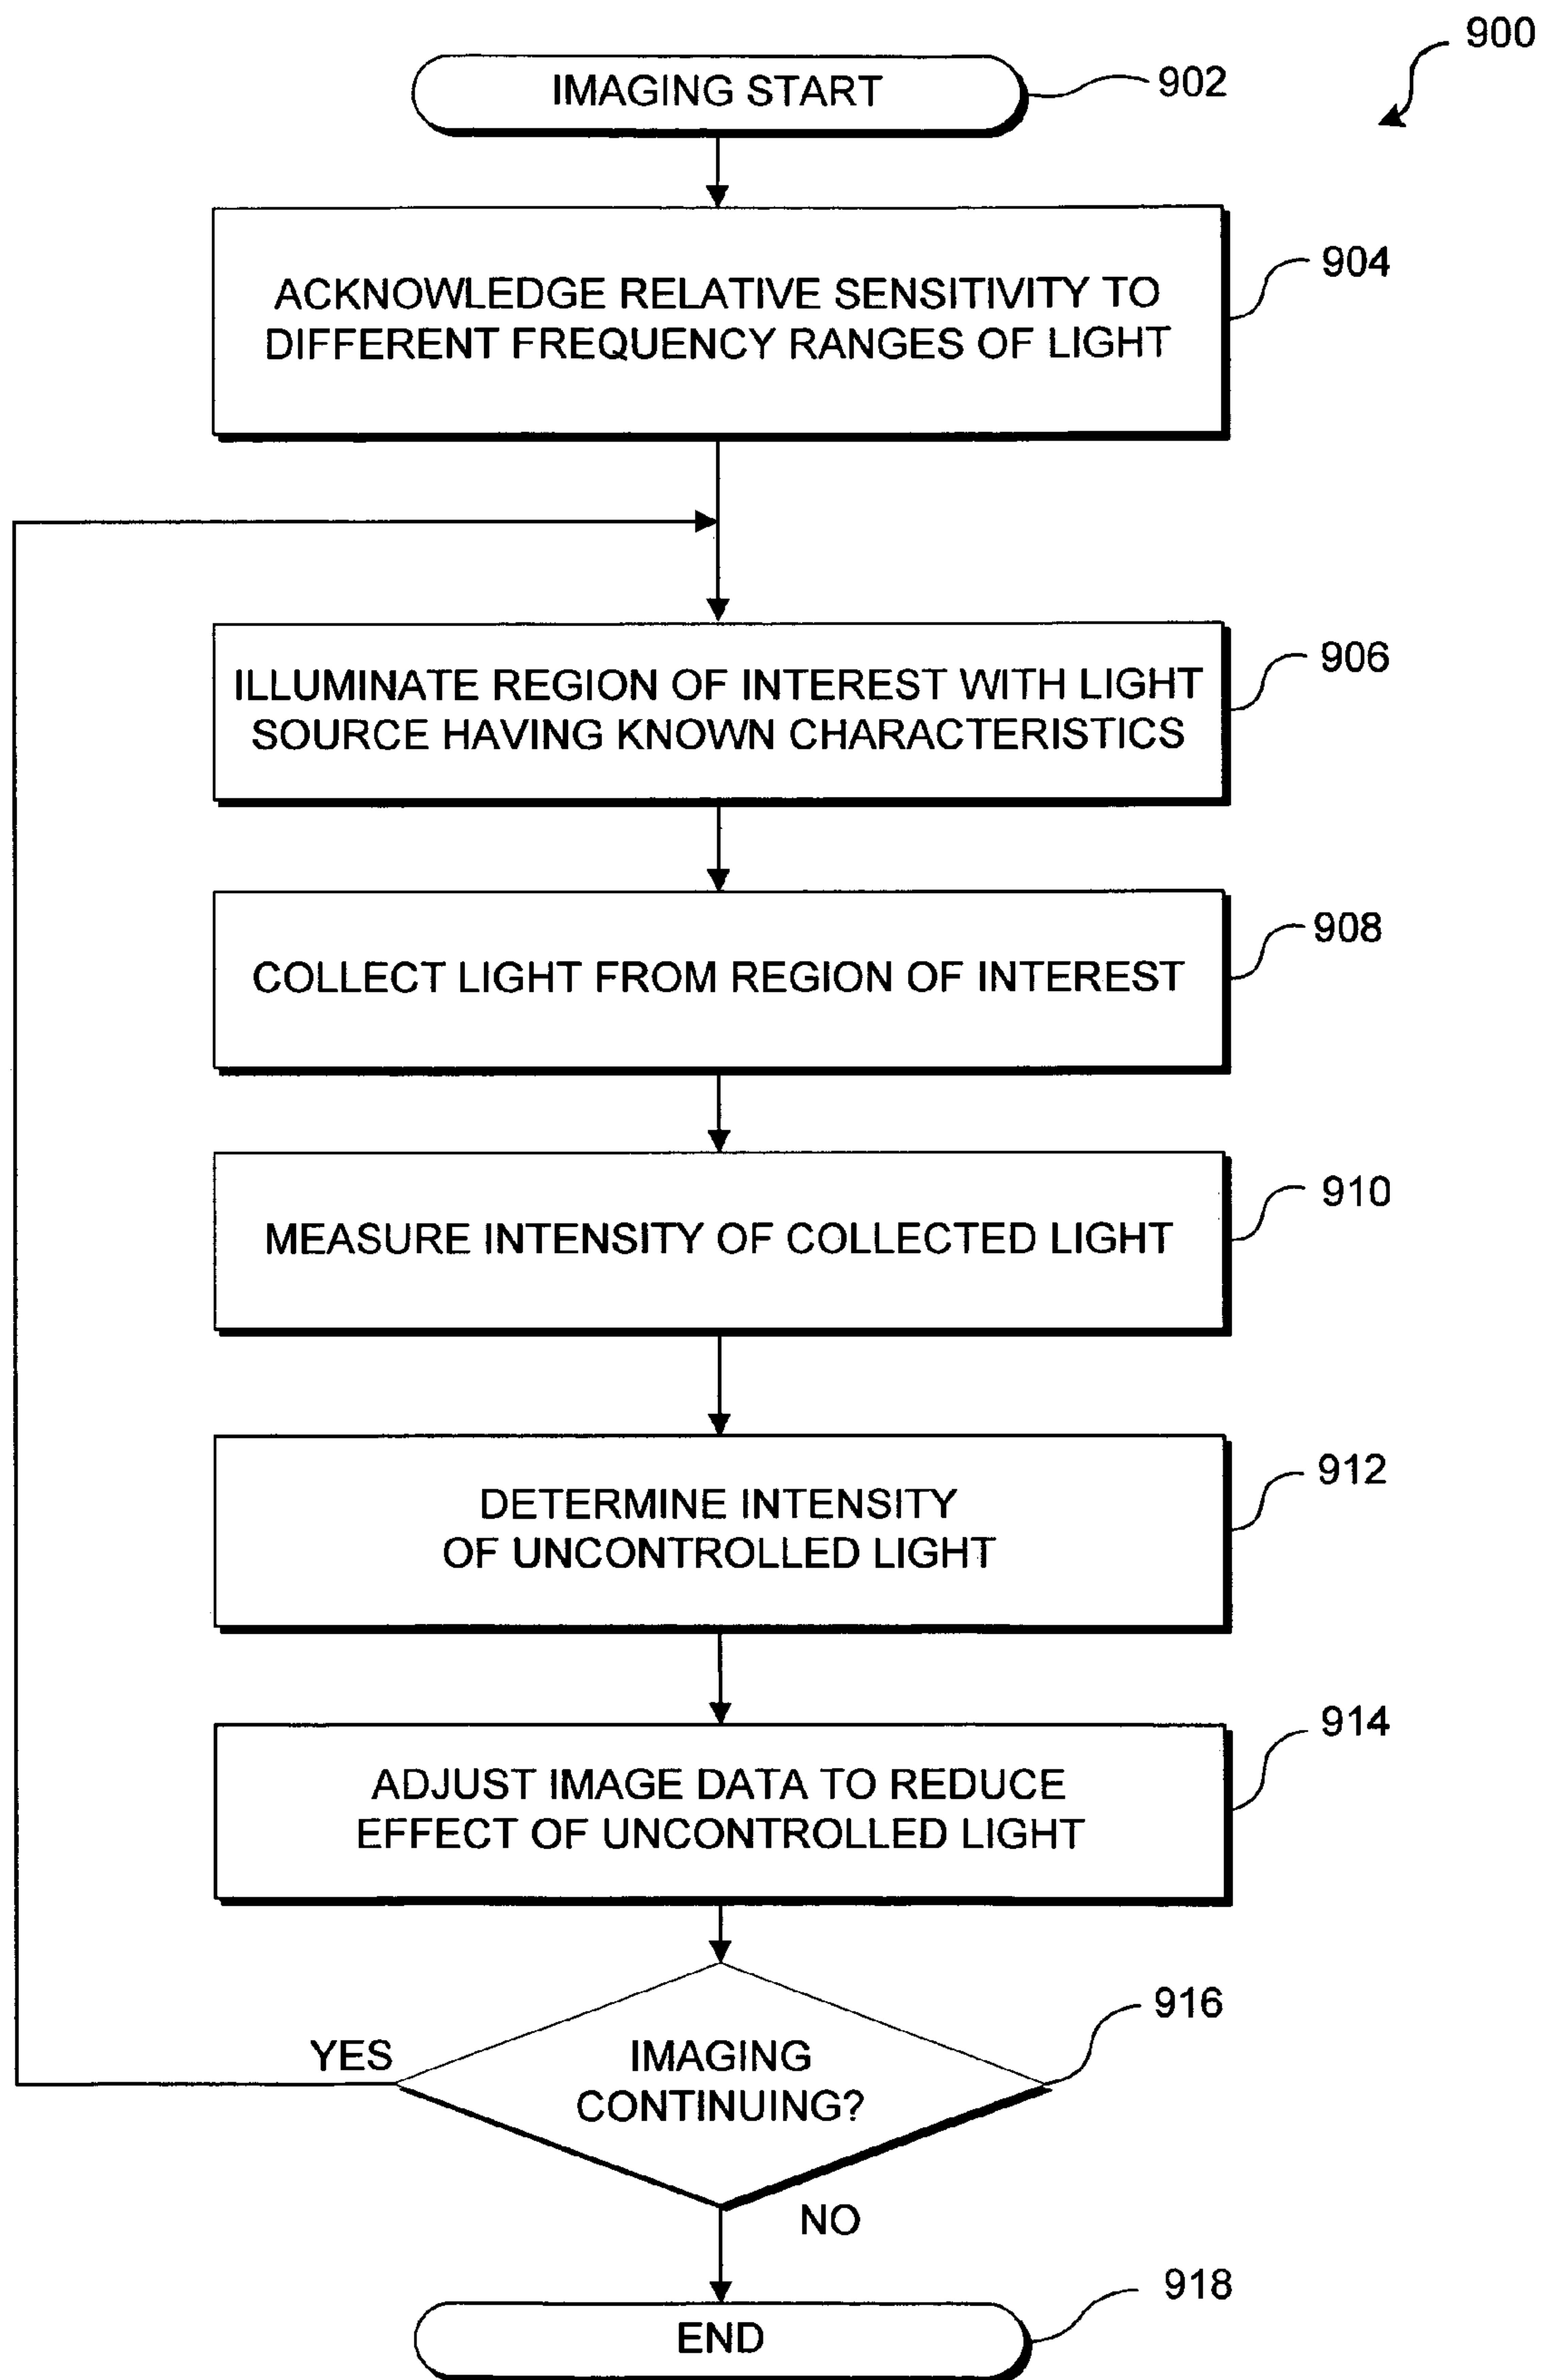 900
IMAGING START
902
ACKNOWLEDGE RELATIVE SENSITIVITY TO
DIFFERENT FREQUENCY RANGES OF LIGHT
904
ILLUMINATE REGION OF INTEREST WITH LIGHT
SOURCE HAVING KNOWN CHARACTERISTICS
906
COLLECT LIGHT FROM REGION OF INTEREST
908
MEASURE INTENSITY OF COLLECTED LIGHT
910
DETERMINE INTENSITY
OF UNCONTROLLED LIGHT
912
ADJUST IMAGE DATA TO REDUCE
EFFECT OF UNCONTROLLED LIGHT
914
YES
IMAGING
CONTINUING?
916
NO
END
918